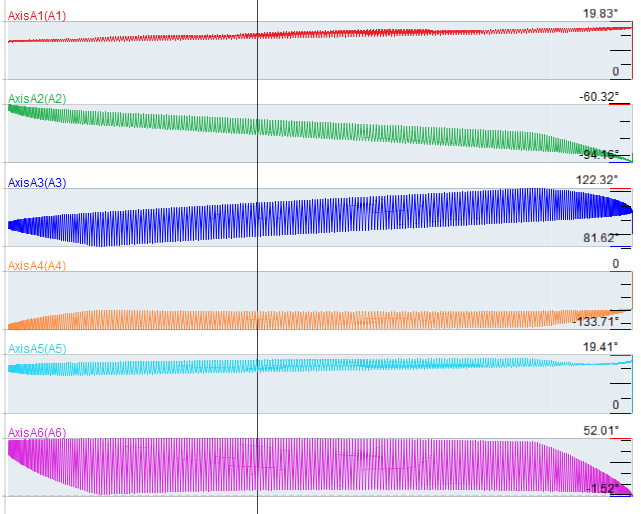 AxisA1(A1) 19.83°
0
AxisA2(A2) -60.32°
-94.16°
AxisA3(A3) 122.32°
81.62°
AxisA4(A4) 0
-133.71°
AxisA5(A5) 19.41°
0
AxisA6(A6) 52.01°
-1.52°